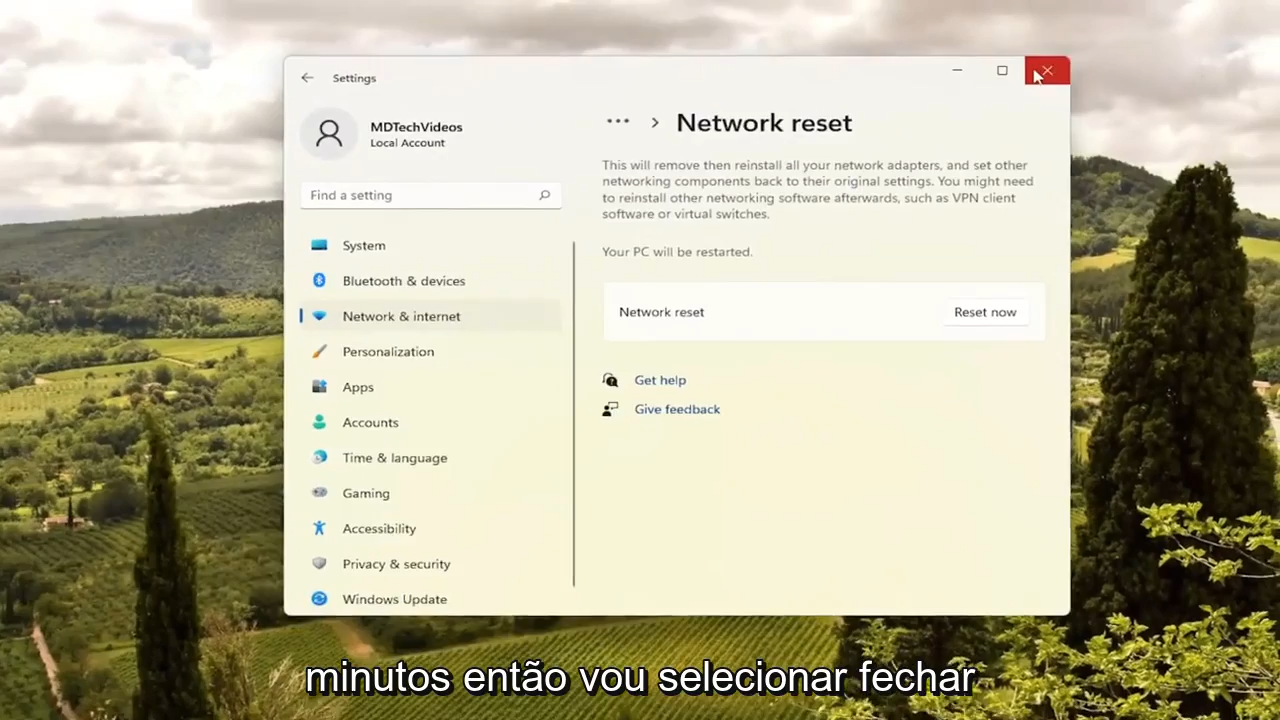 Settings
MDTechVideos
Local Account
Find a setting
System
Bluetooth & devices
Network & internet
Personalization
Apps
Accounts
Time & language
Gaming
Accessibility
Privacy & security
Windows Update
Network reset
This will remove then reinstall all your network adapters, and set other
networking components back to their original settings. You might need
to reinstall other networking software afterwards, such as VPN client
software or virtual switches.
Your PC will be restarted.
Network reset
Reset now
Get help
Give feedback
minutos então vou selecionar fechar